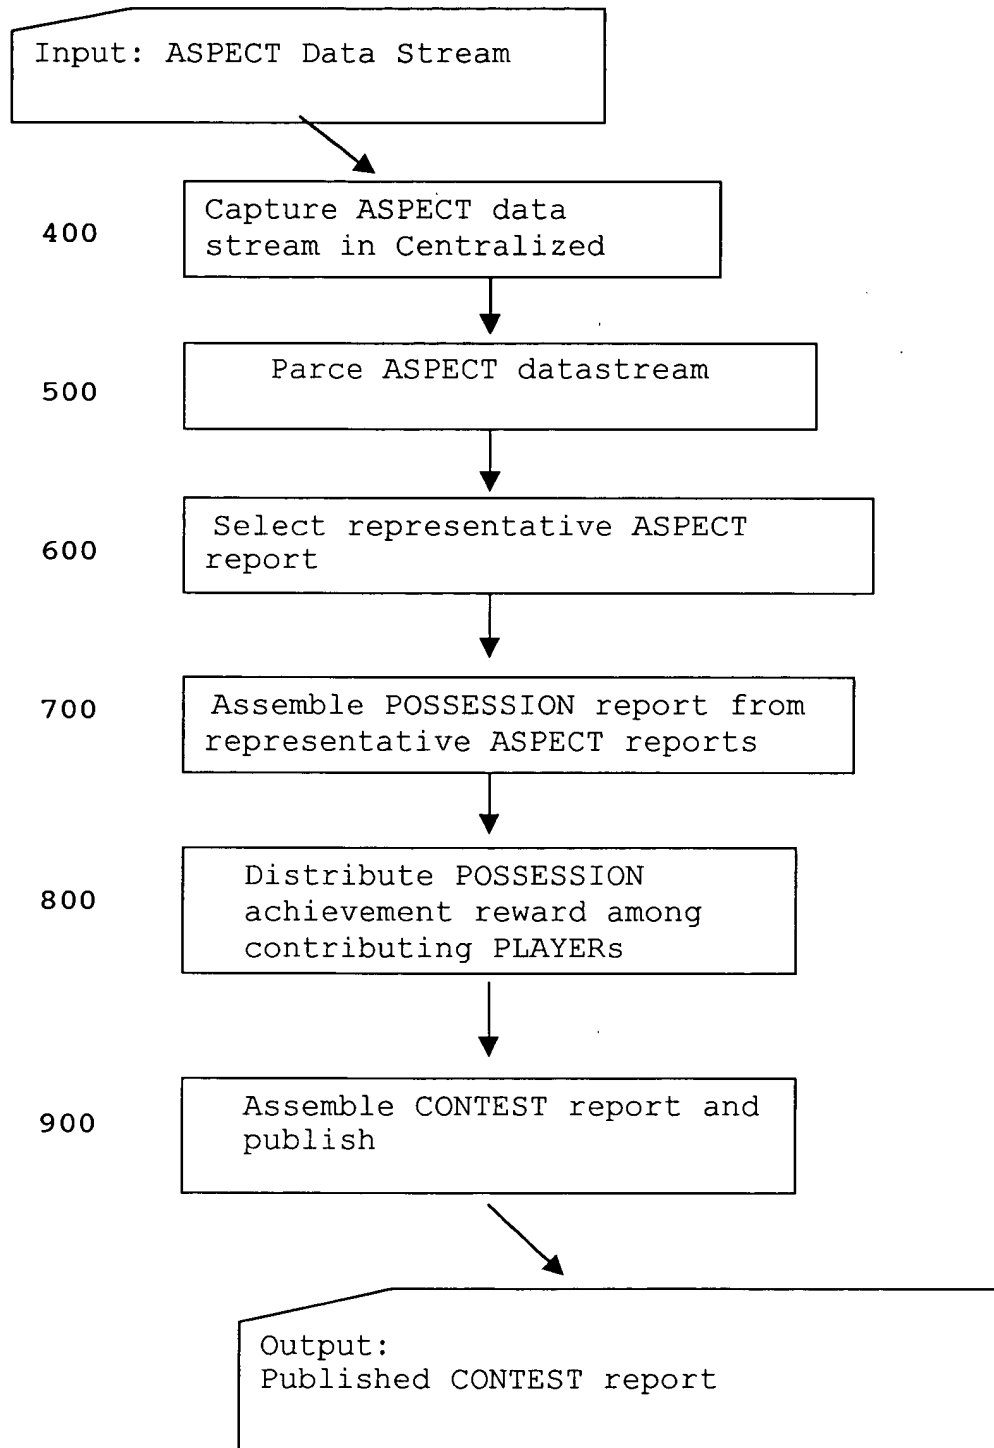 Input: ASPECT Data Stream
400
Capture ASPECT data
stream in Centralized
500
Parce ASPECT datastream
600
Select representative ASPECT
report
700
Assemble POSSESSION report from
representative ASPECT reports
800
Distribute POSSESSION
achievement reward among
contributing PLAYERs
900
Assemble CONTEST report and
publish
Output:
Published CONTEST report